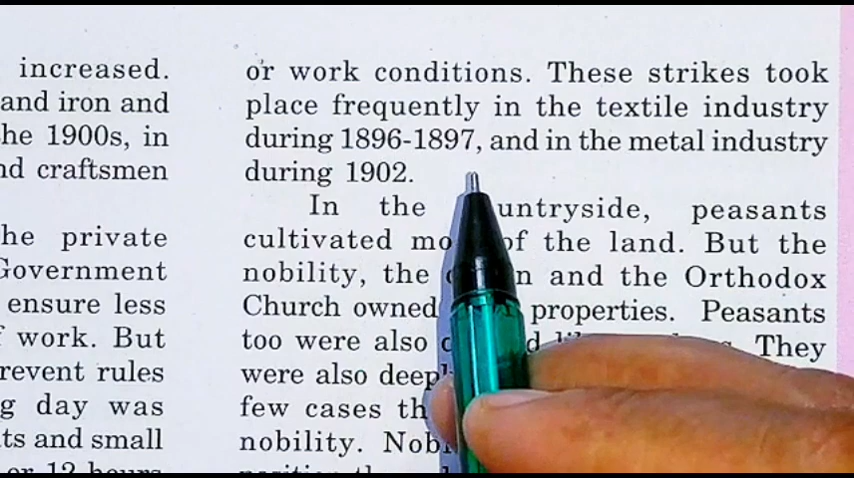 increased.
and iron and
he 1900s, in
nd craftsmen
he private
Government
ensure less
work. But
revent rules
g day was
ts and small
or 12 hours
or work conditions. These strikes took
place frequently in the textile industry
during 1896-1897, and in the metal industry
during 1902.
In the untryside, peasants
cultivated mo of the land. But the
nobility, the n and the Orthodox
Church owned properties. Peasants
too were also They
were also deep
few cases th
nobility. Nob